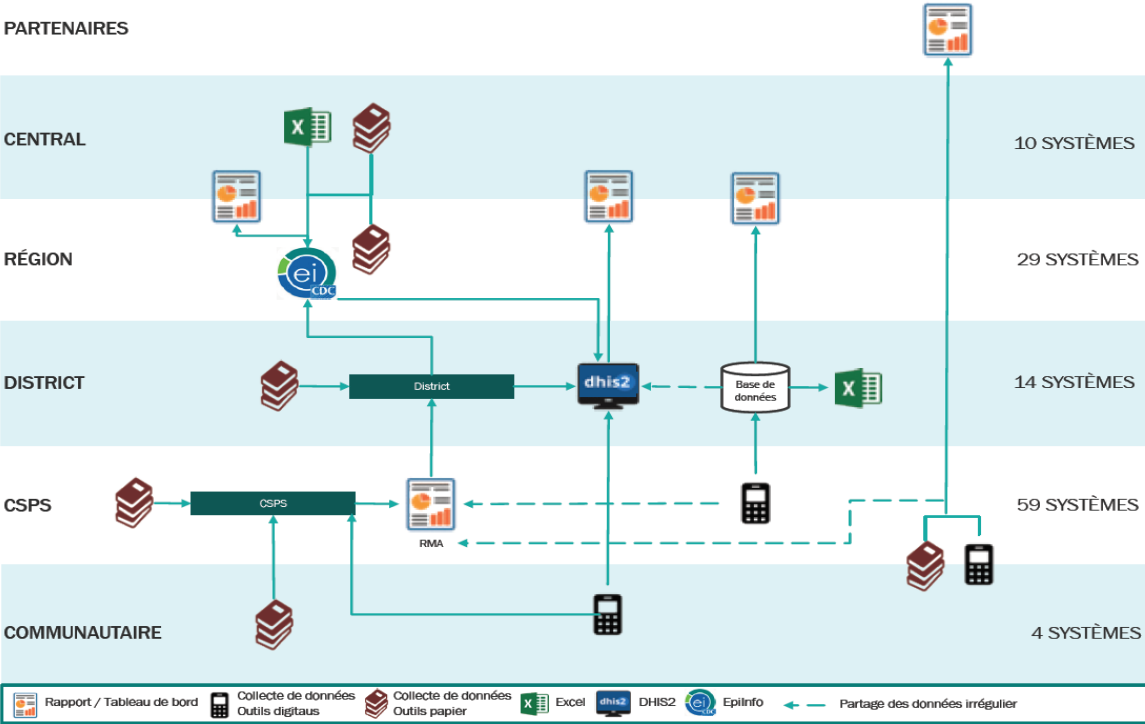 PARTENAIRES
CENTRAL
10 SYSTÈMES
RÉGION
29 SYSTÈMES
ei
CDC
DISTRICT
District
dhis2
Base de
données
X
14 SYSTÈMES
CSPS
CSPS
RMA
59 SYSTÈMES
COMMUNAUTAIRE
4 SYSTÈMES
Rapport / Tableau de bord
Collecte de données
Outils digitaus
Collecte de données
Outils papier
X
Excel
dhis2
DHIS2
ei
CDC
EpiInfo
Partage des données irrégulier